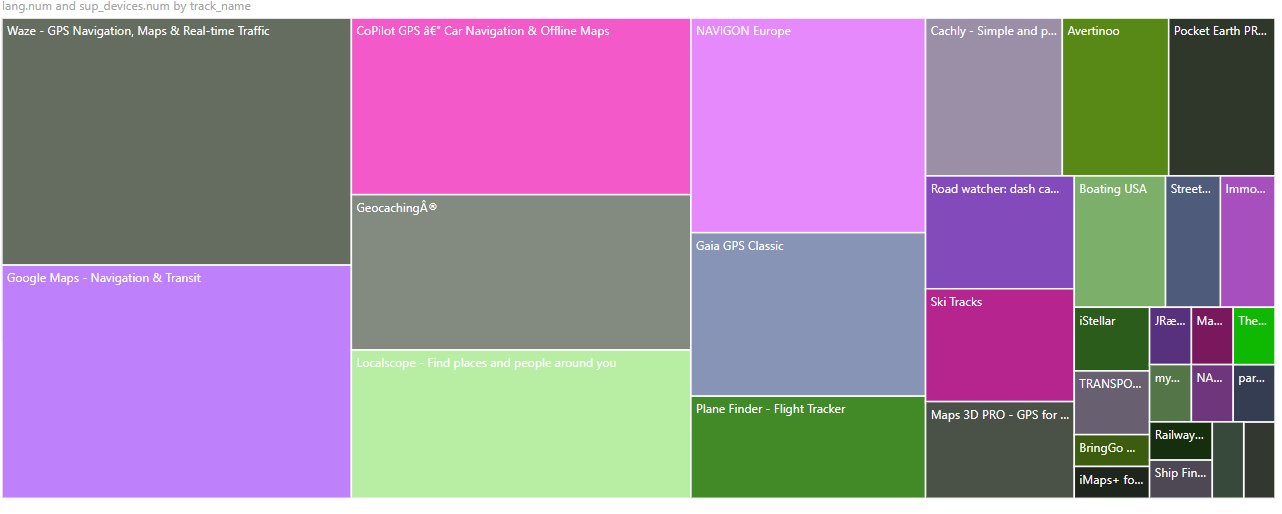 lang.num and sup_devices.num by track_name
Waze - GPS Navigation, Maps & Real-time Traffic
Google Maps - Navigation & Transit
CoPilot GPS â€" Car Navigation & Offline Maps
GeocachingÂ®
Localscope - Find places and people around you
NAVIGON Europe
Gaia GPS Classic
Plane Finder - Flight Tracker
Cachly - Simple and p...
Avertinoo
Pocket Earth PR...
Road watcher: dash ca...
Ski Tracks
Maps 3D PRO - GPS for ...
Boating USA
Street...
Immo...
iStellar
TRANSPO...
BringGo ...
iMaps+ fo...
JRæ...
Ma...
The...
my...
NA...
par...
Railway...
Ship Fin...